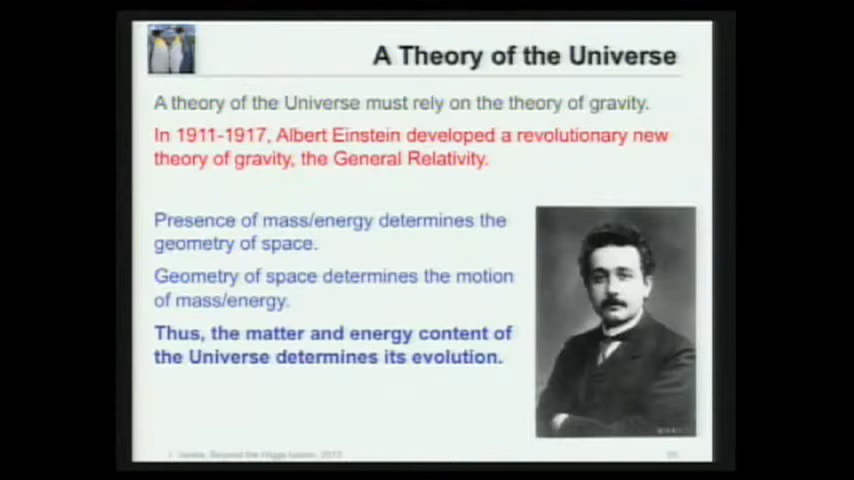 A Theory of the Universe
A theory of the Universe must rely on the theory of gravity.
In 1911-1917, Albert Einstein developed a revolutionary new
theory of gravity, the General Relativity.
Presence of mass/energy determines the
geometry of space.
Geometry of space determines the motion
of mass/energy.
Thus, the matter and energy content of
the Universe determines its evolution.
Beyond the Higgs